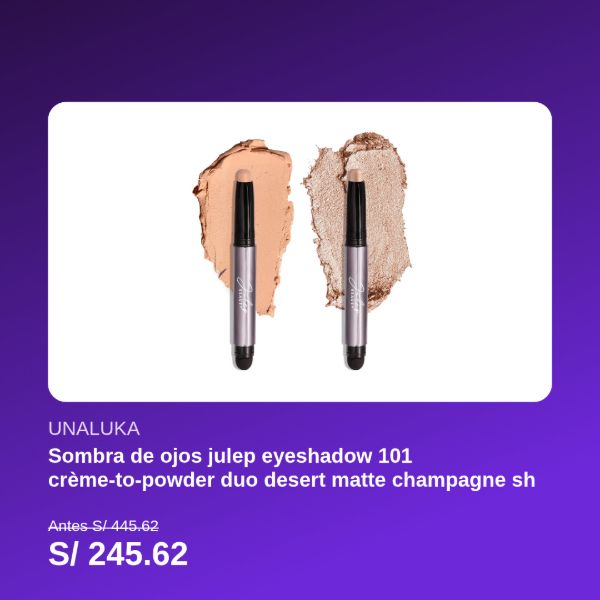 UNALUKA
Sombra de ojos julep eyeshadow 101
crème-to-powder duo desert matte champagne sh
Antes S/ 445.62
S/ 245.62